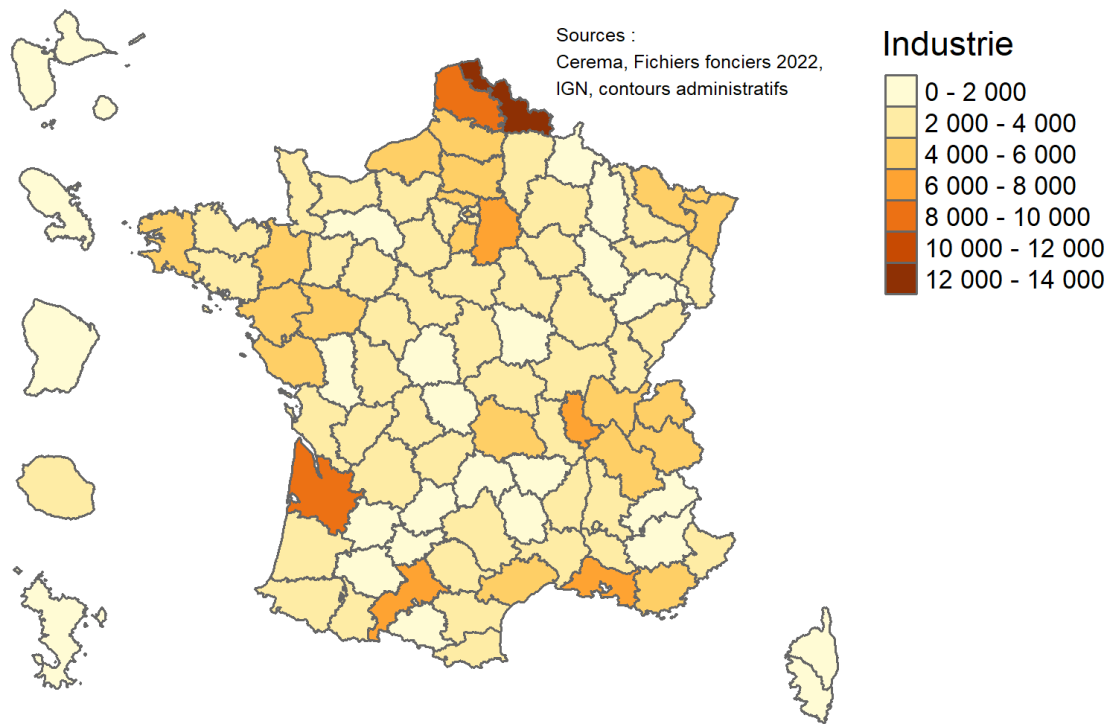 Sources :
Cerema, Fichiers fonciers 2022,
IGN, contours administratifs
Industrie
0 - 2 000
2 000 - 4 000
4 000 - 6 000
6 000 - 8 000
8 000 - 10 000
10 000 - 12 000
12 000 - 14 000